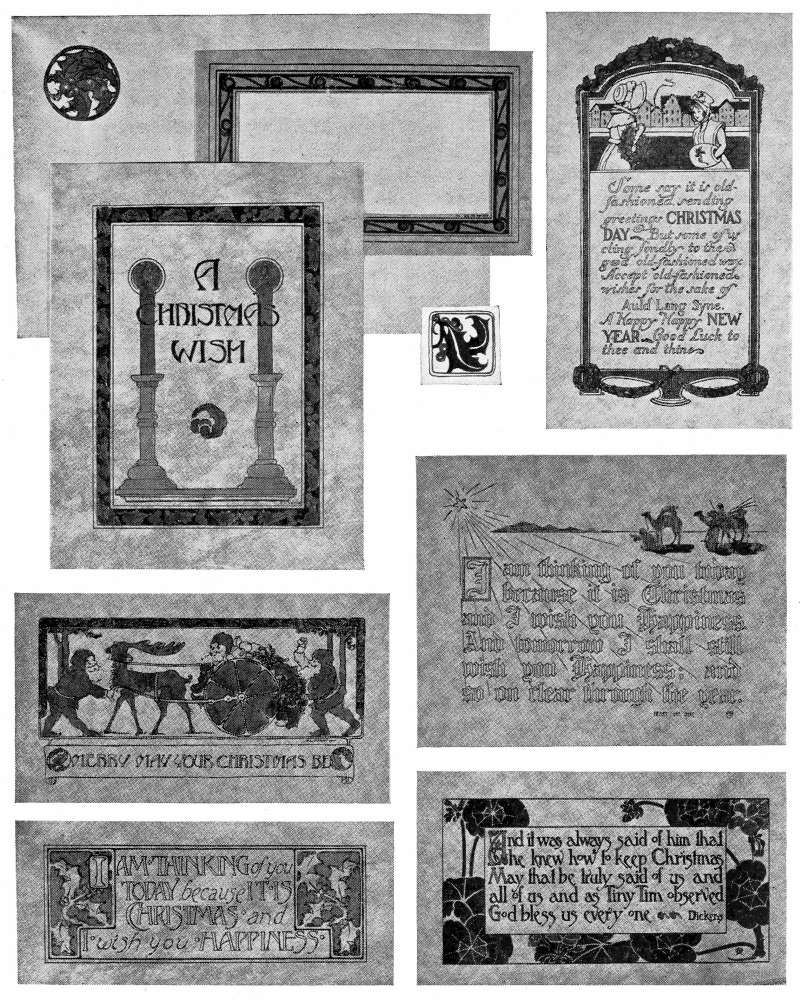 A
CHRISTMAS
WISH
Some say it is old-
fashioned sending
greetings CHRISTMAS
DAY. But some of us
cling fondly to the
good old-fashioned way.
Accept old-fashioned
wishes for the sake of
Auld Lang Syne.
A Happy Happy NEW
YEAR. Good Luck to
thee and thine
I am thinking of you today
because it is Christmas
and I wish you Happiness.
And tomorrow I shall still
wish you Happiness; and
so on clear through the year.
MERRY MAY YOUR CHRISTMAS BE
I AM THINKING of you
TODAY because IT IS
CHRISTMAS and
I wish you HAPPINESS
And it was always said of him that
he knew how to keep Christmas
May that be truly said of us and
all of us and as Tiny Tim observed
God bless us every one Dickens